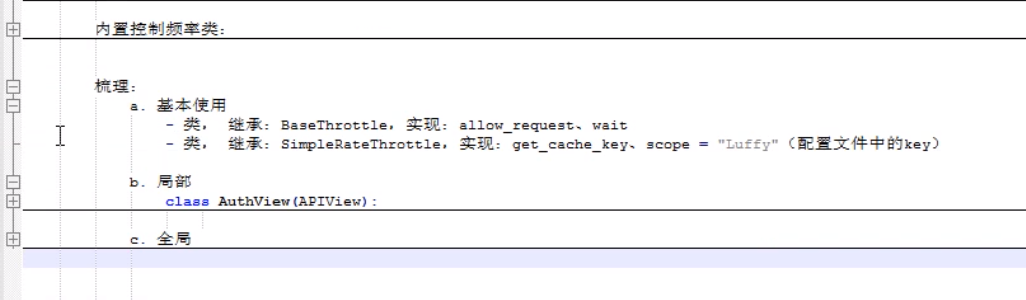 内置控制频率类:
梳理:
a. 基本使用
- 类, 继承: BaseThrottle, 实现: allow_request、wait
- 类, 继承: SimpleRateThrottle, 实现: get_cache_key、scope = "Luffy"（配置文件中的key）
b. 局部
class AuthView(APIView):
c. 全局